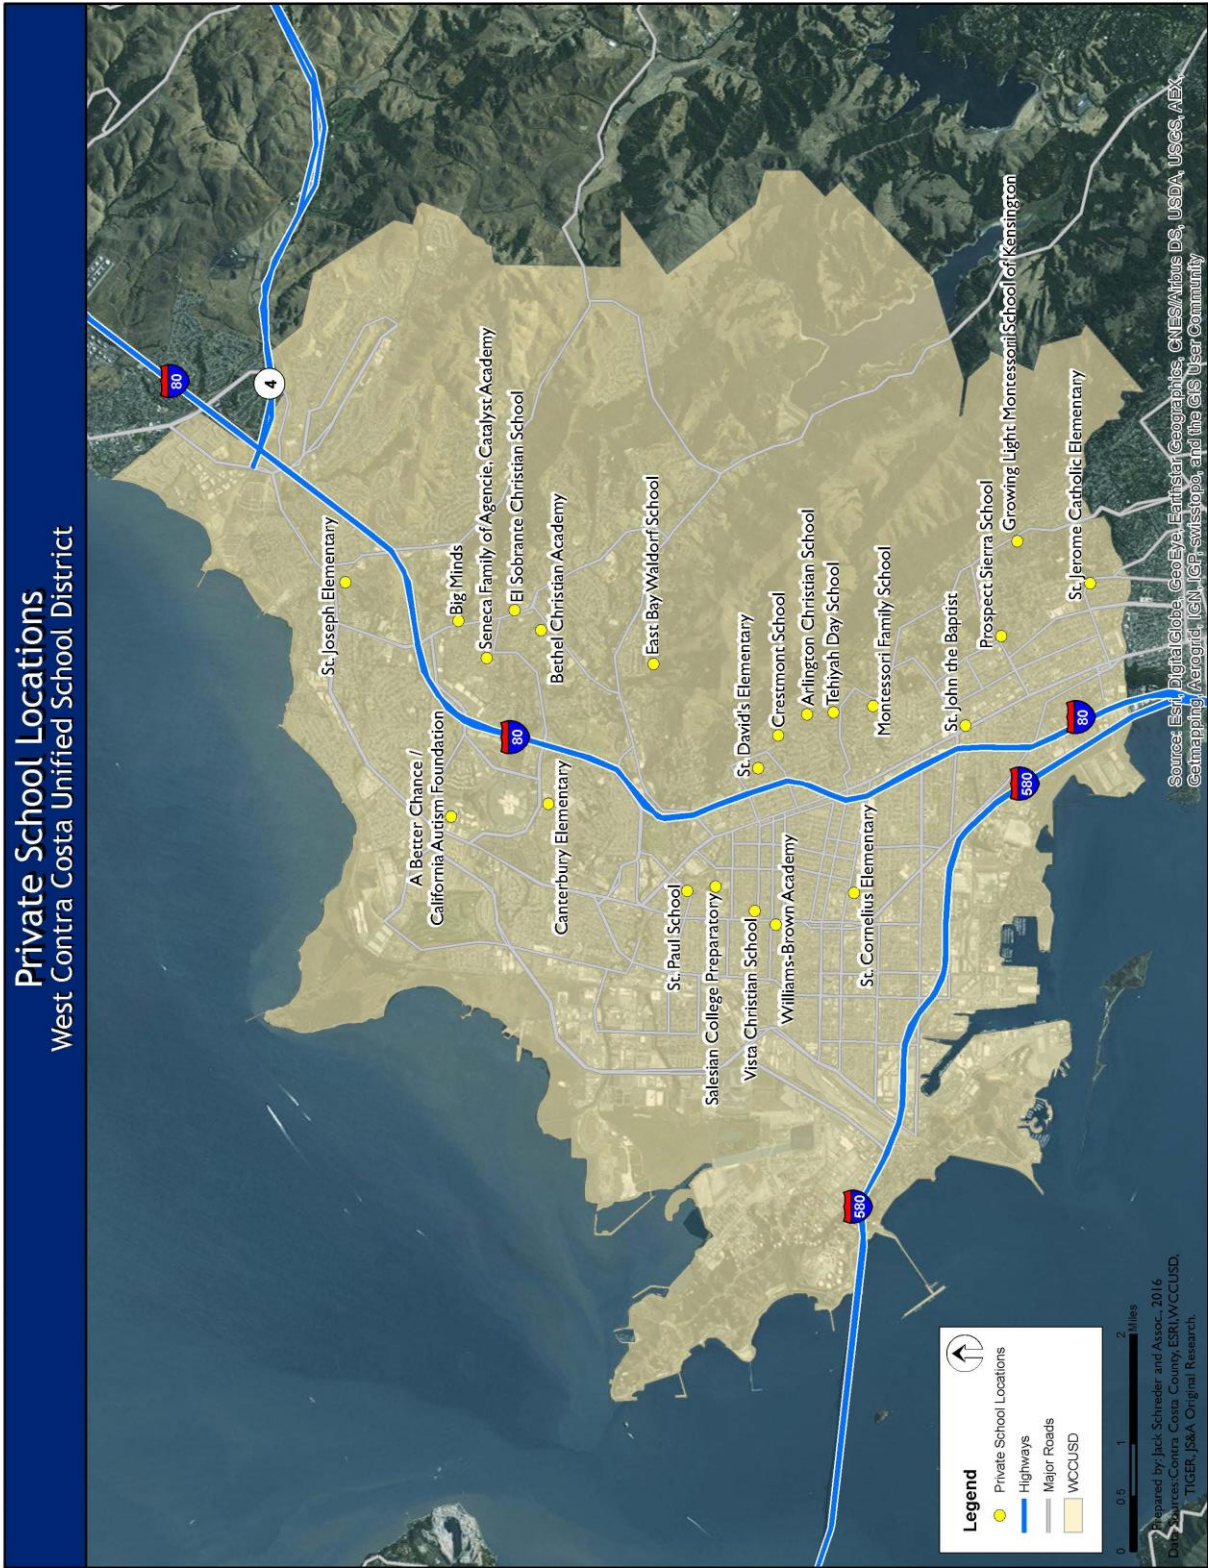 Private School Locations
West Contra Costa Unified School District
80
4
St. Joseph Elementary
A Better Chance /
California Autism Foundation
Big Minds
Seneca Family of Agencie, Catalyst Academy
El Sobrante Christian School
80
Bethel Christian Academy
Canterbury Elementary
East Bay Waldorf School
St. Paul School
Salesian College Preparatory
St. David's Elementary
Crestmont School
Vista Christian School
Arlington Christian School
Williams-Brown Academy
Tehiyah Day School
Montessori Family School
St. Cornelius Elementary
580
St. John the Baptist
Prospect Sierra School
Growing Light Montessori School of Kensington
580
80
St. Jerome Catholic Elementary
Legend
Private School Locations
Highways
Major Roads
WCCUSD
0 0.5 1 2
Miles
Prepared by: Jack Schreder and Assoc., 2016
Data Sources: Contra Costa County, ESRI, WCCUSD,
TIGER, JS&A Original Research.
Source: Esri, DigitalGlobe, GeoEye, Earthstar Geographics, CNES/Airbus DS, USDA, USGS, AEX,
Getmapping, Aerogrid, IGN, IGP, swisstopo, and the GIS User Community